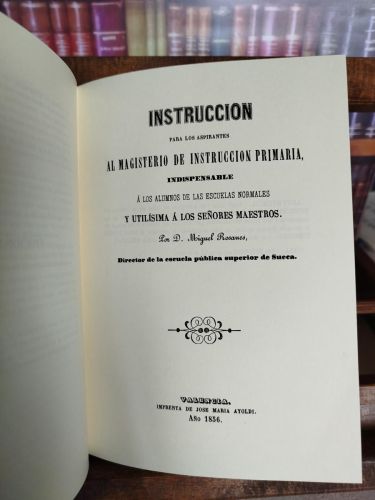 INSTRUCCION
PARA LOS ASPIRANTES
AL MAGISTERIO DE INSTRUCCION PRIMARIA,
INDISPENSABLE
Á LOS ALUMNOS DE LAS ESCUELAS NORMALES
Y UTILÍSIMA Á LOS SEÑORES MAESTROS.
Por D. Miguel Rosanes,
Director de la escuela pública superior de Sueca.
VALENCIA.
IMPRENTA DE JOSE MARIA AYOLDI.
AÑO 1856.